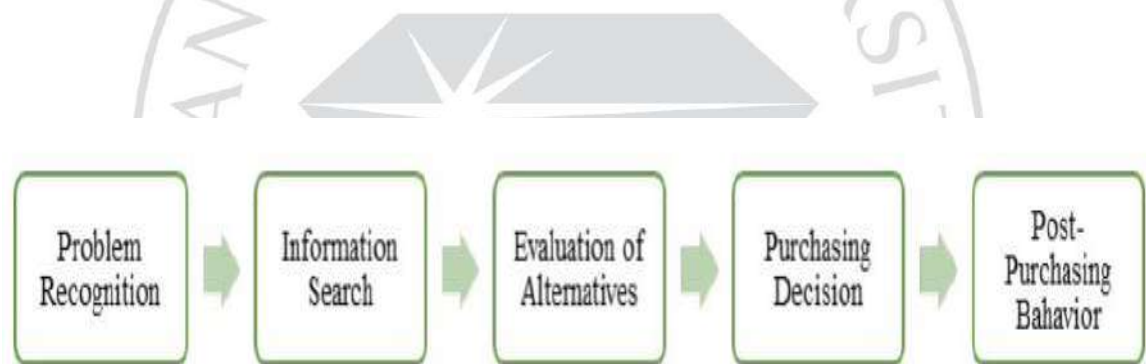 Problem
Recognition
Information
Search
Evaluation of
Alternatives
Purchasing
Decision
Post-
Purchasing
Bahavior